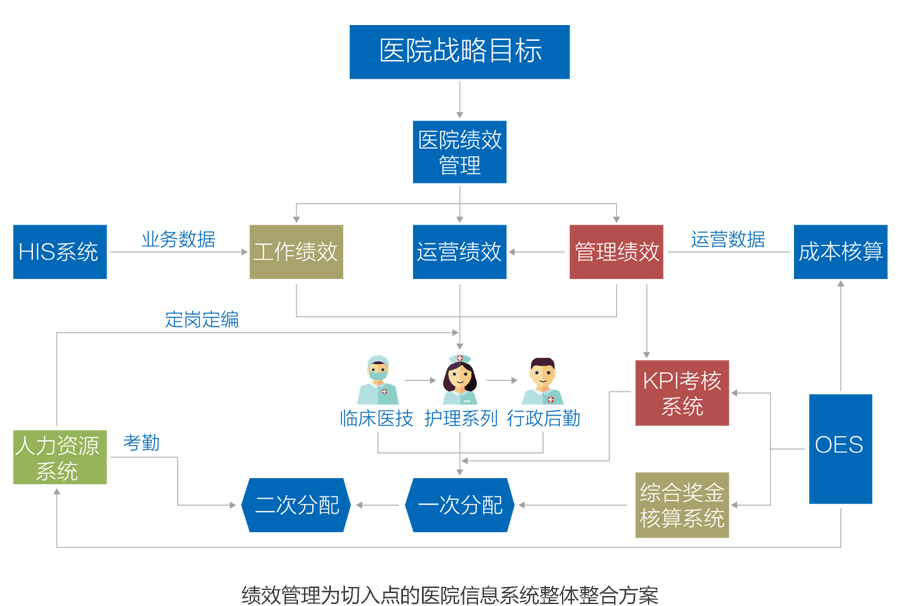 医院战略目标
医院绩效
管理
HIS系统
业务数据
工作绩效
运营绩效
管理绩效
运营数据
成本核算
定岗定编
临床医技
护理系列
行政后勤
KPI考核
系统
OES
人力资源
系统
考勤
二次分配
一次分配
综合奖金
核算系统
绩效管理为切入点的医院信息系统整体整合方案